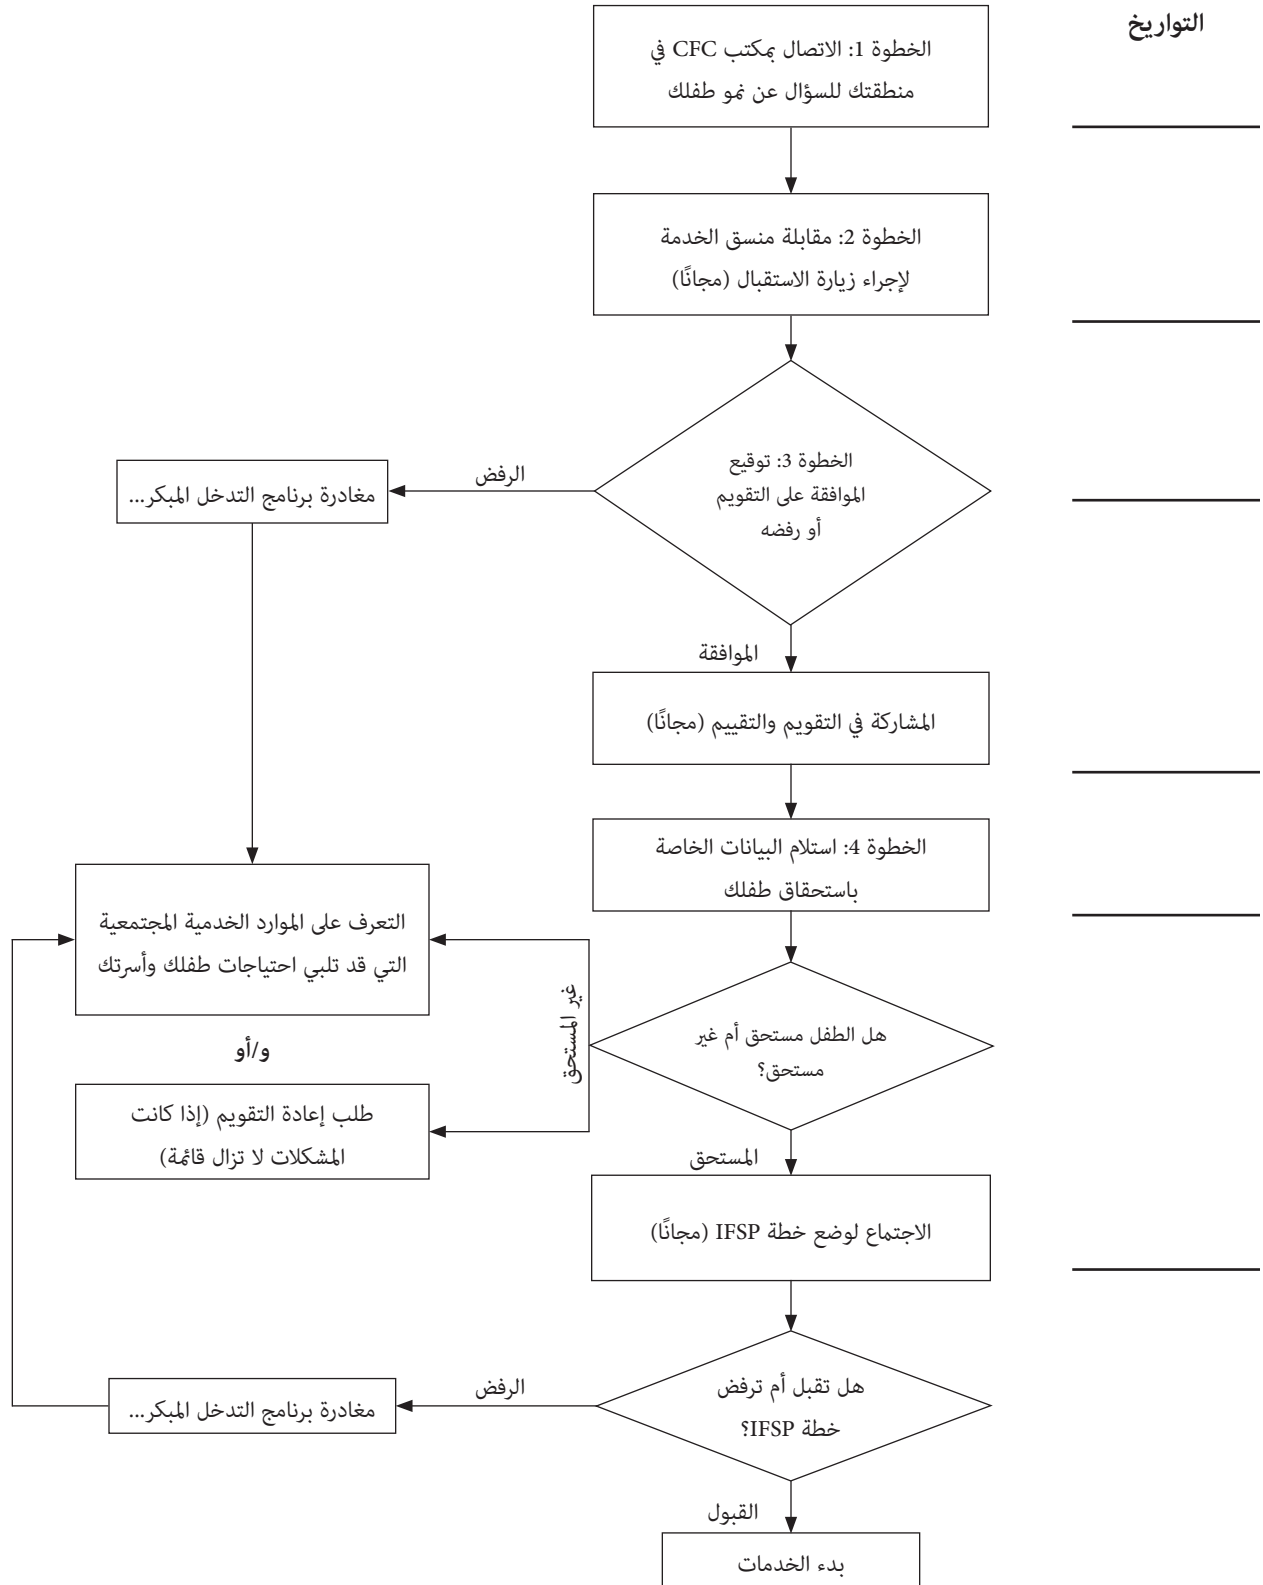 التواريخ
الخطوة 1: الاتصال بمكتب CFC في
منطقتك للسؤال عن نمو طفلك
الخطوة 2: مقابلة منسق الخدمة
لإجراء زيارة الاستقبال (مجانًا)
الخطوة 3: توقيع
الموافقة على التقويم
أو رفضه
الرفض
مغادرة برنامج التدخل المبكر...
الموافقة
المشاركة في التقويم والتقييم (مجانًا)
الخطوة 4: استلام البيانات الخاصة
باستحقاق طفلك
هل الطفل مستحق أم غير
مستحق؟
غير المستحق
التعرف على الموارد الخدمية المجتمعية
التي قد تلبي احتياجات طفلك وأسرتك
و/أو
طلب إعادة التقويم (إذا كانت
المشكلات لا تزال قائمة)
المستحق
الاجتماع لوضع خطة IFSP (مجانًا)
هل تقبل أم ترفض
خطة IFSP؟
الرفض
مغادرة برنامج التدخل المبكر...
القبول
بدء الخدمات